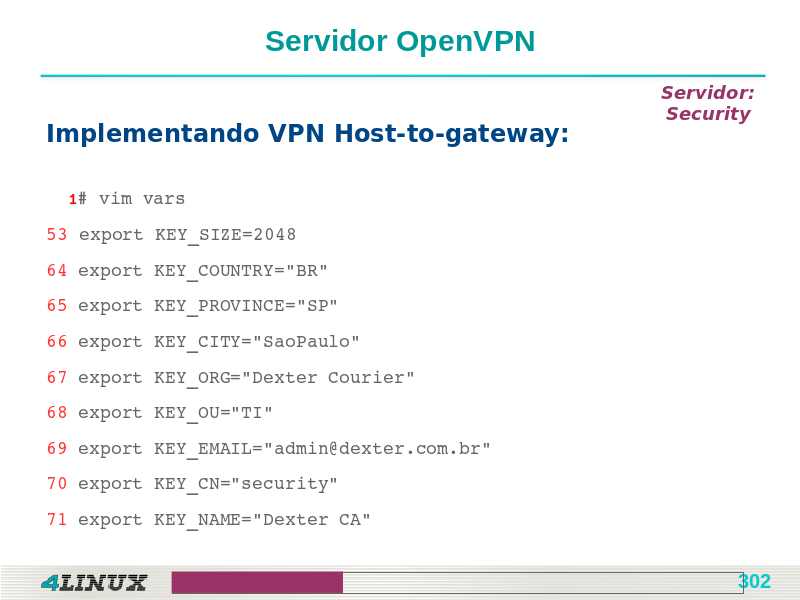 Servidor OpenVPN
Servidor:
Security
Implementando VPN Host-to-gateway:
1# vim vars
53 export KEY_SIZE=2048
64 export KEY_COUNTRY="BR"
65 export KEY_PROVINCE="SP"
66 export KEY_CITY="SaoPaulo"
67 export KEY_ORG="Dexter Courier"
68 export KEY_OU="TI"
69 export KEY_EMAIL="admin@dexter.com.br"
70 export KEY_CN="security"
71 export KEY_NAME="Dexter CA"
4LINUX
302